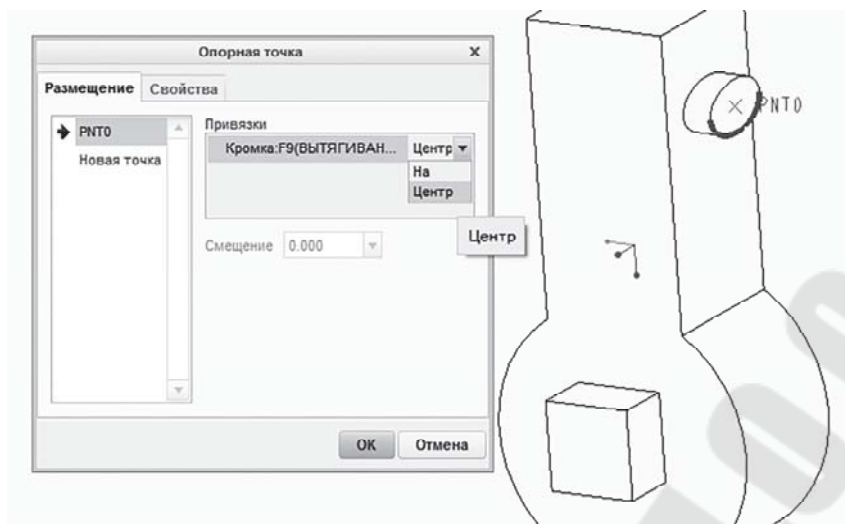 Опорная точка x
Размещение Свойства
PNT0
Новая точка
Привязки
Кромка:F9(ВЫТЯГИВАН... Центр
На
Центр
Центр
Смещение 0.000
ОК Отмена
PNT0